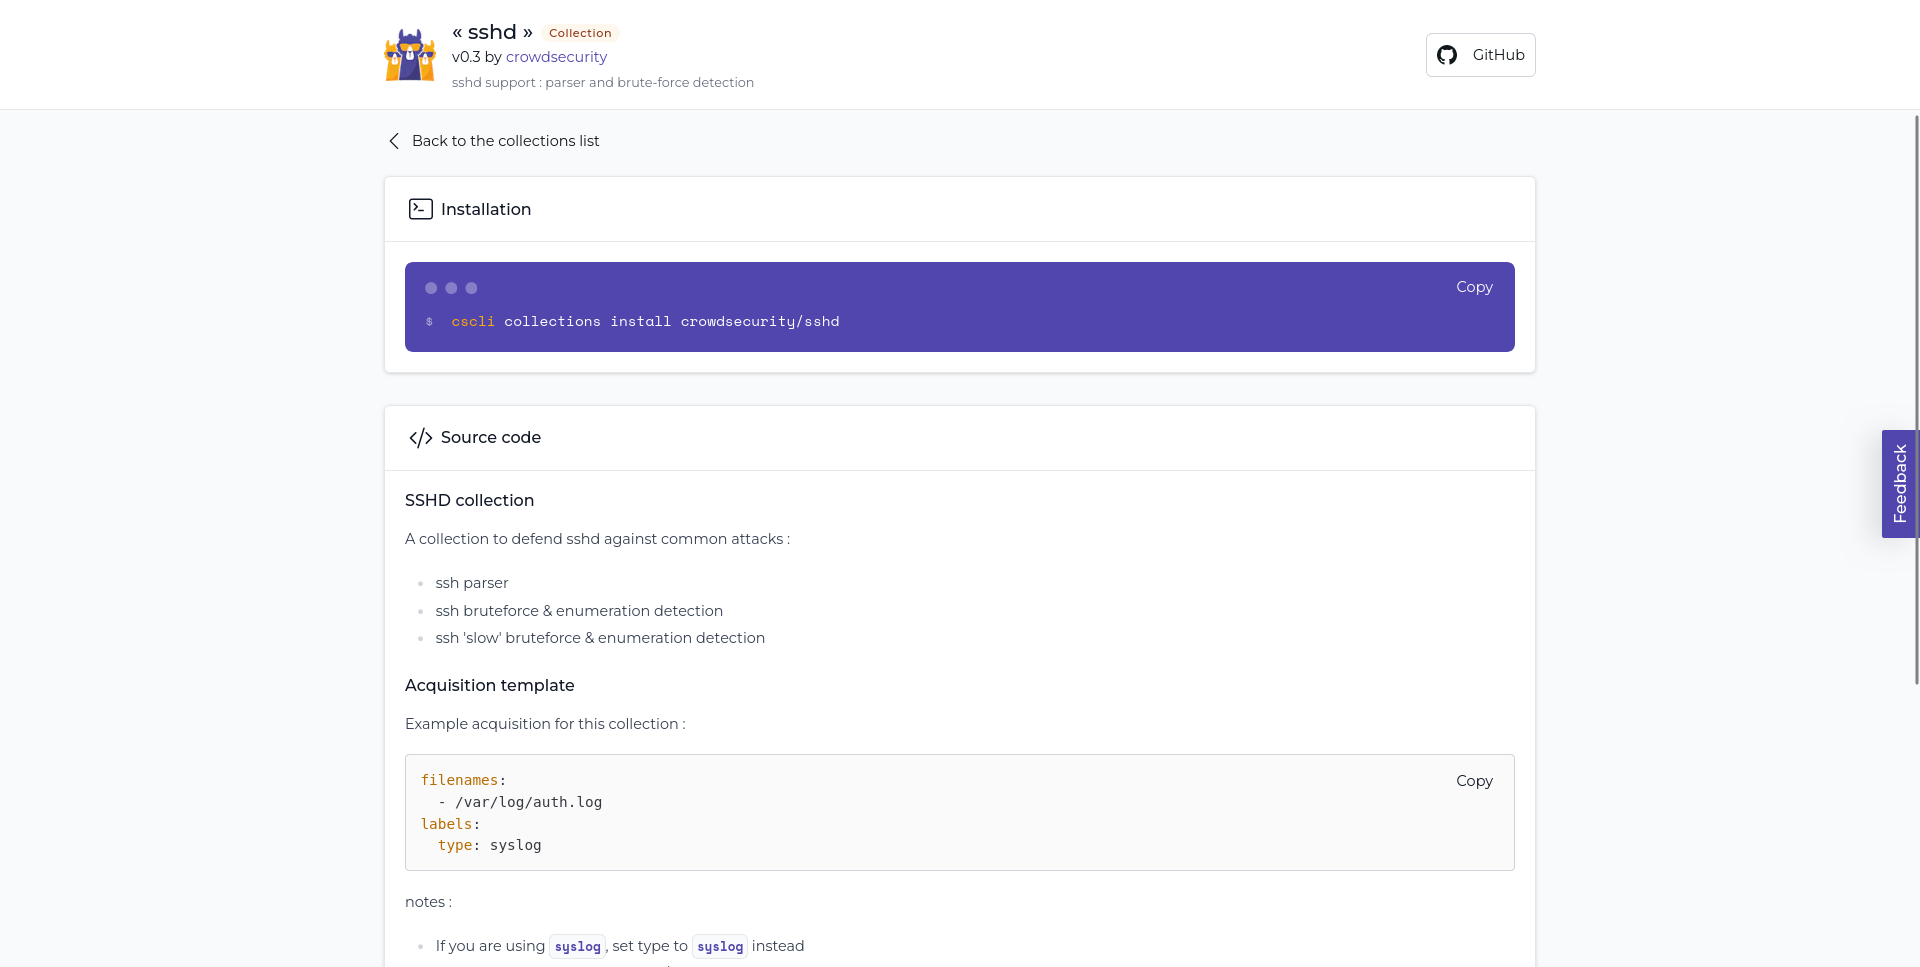 « sshd » Collection
v0.3 by crowdsecurity
sshd support : parser and brute-force detection
GitHub
Back to the collections list
Installation
Copy
$ cscli collections install crowdsecurity/sshd
Source code
SSHD collection
A collection to defend sshd against common attacks :
ssh parser
ssh bruteforce & enumeration detection
ssh 'slow' bruteforce & enumeration detection
Acquisition template
Example acquisition for this collection :
Copy
filenames:
  - /var/log/auth.log
labels:
  type: syslog
notes :
If you are using syslog, set type to syslog instead
Feedback